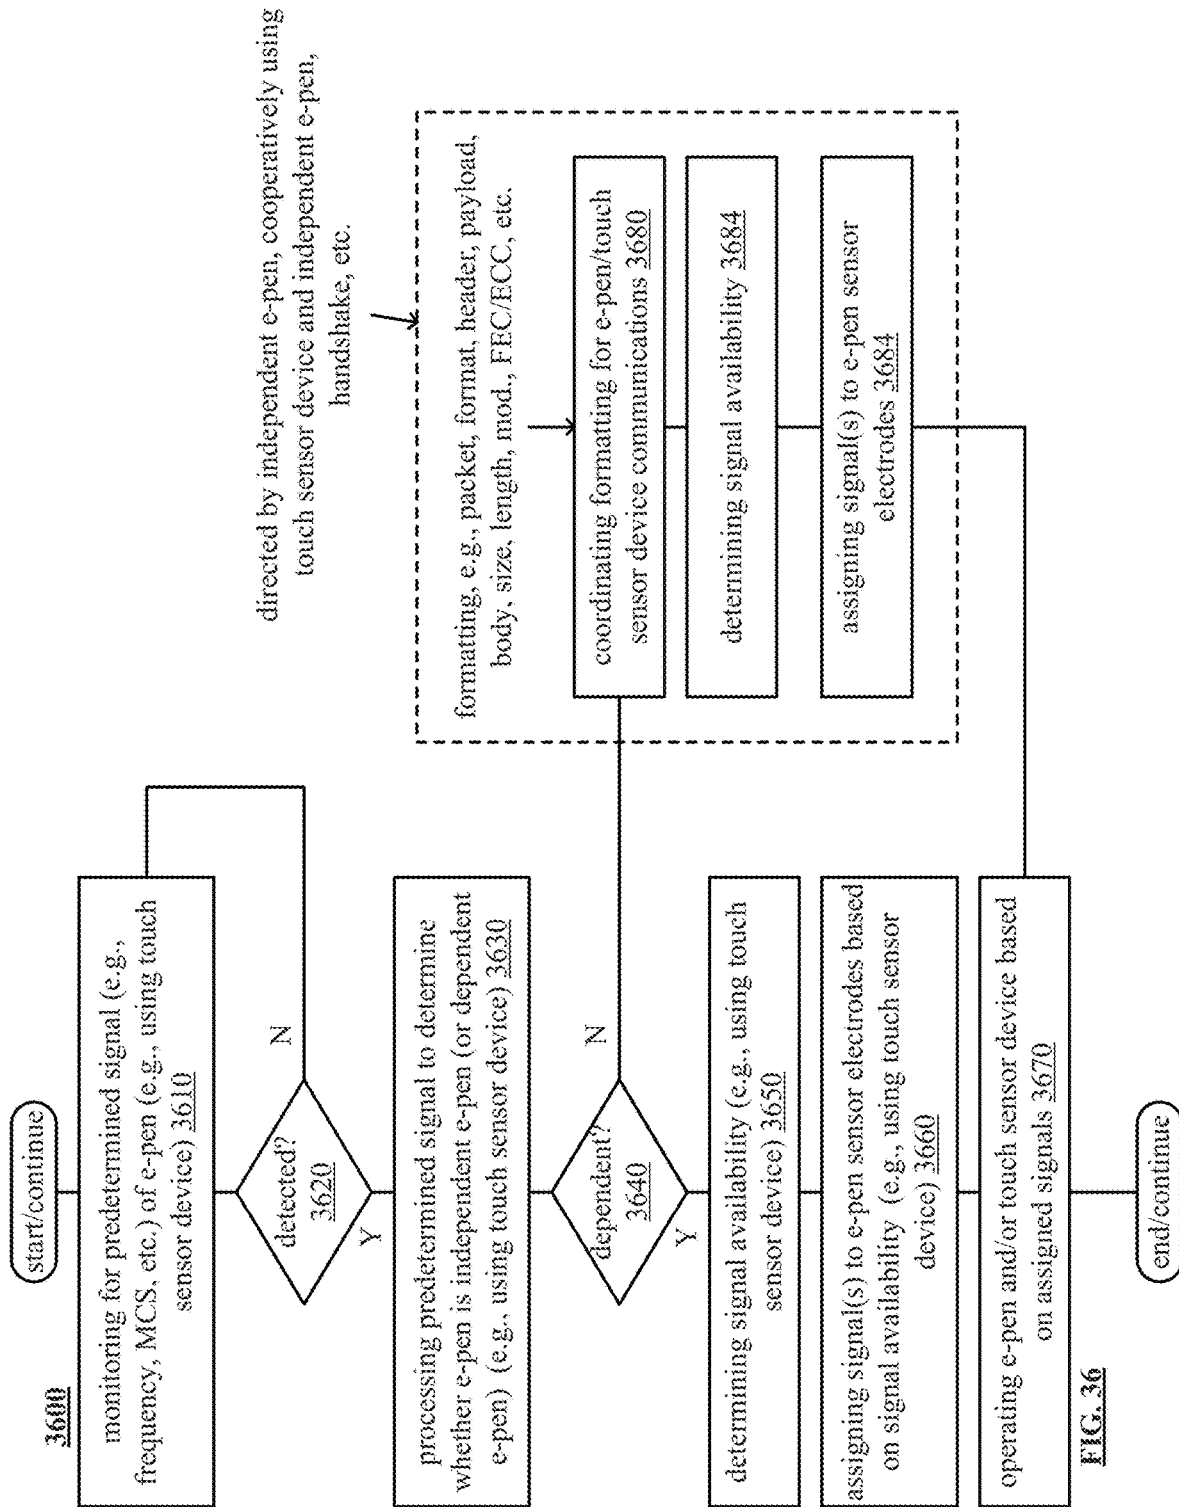 3600
start/continue
monitoring for predetermined signal (e.g.,
frequency, MCS, etc.) of e-pen (e.g., using touch
sensor device) 3610
detected?
3620
N
Y
processing predetermined signal to determine
whether e-pen is independent e-pen (or dependent
e-pen) (e.g., using touch sensor device) 3630
dependent?
3640
N
Y
determining signal availability (e.g., using touch
sensor device) 3650
assigning signal(s) to e-pen sensor electrodes based
on signal availability (e.g., using touch sensor
device) 3660
operating e-pen and/or touch sensor device based
on assigned signals 3670
end/continue
directed by independent e-pen, cooperatively using
touch sensor device and independent e-pen,
handshake, etc.
formatting, e.g., packet, format, header, payload,
body, size, length, mod., FEC/ECC, etc.
coordinating formatting for e-pen/touch
sensor device communications 3680
determining signal availability 3684
assigning signal(s) to e-pen sensor
electrodes 3684
FIG. 36